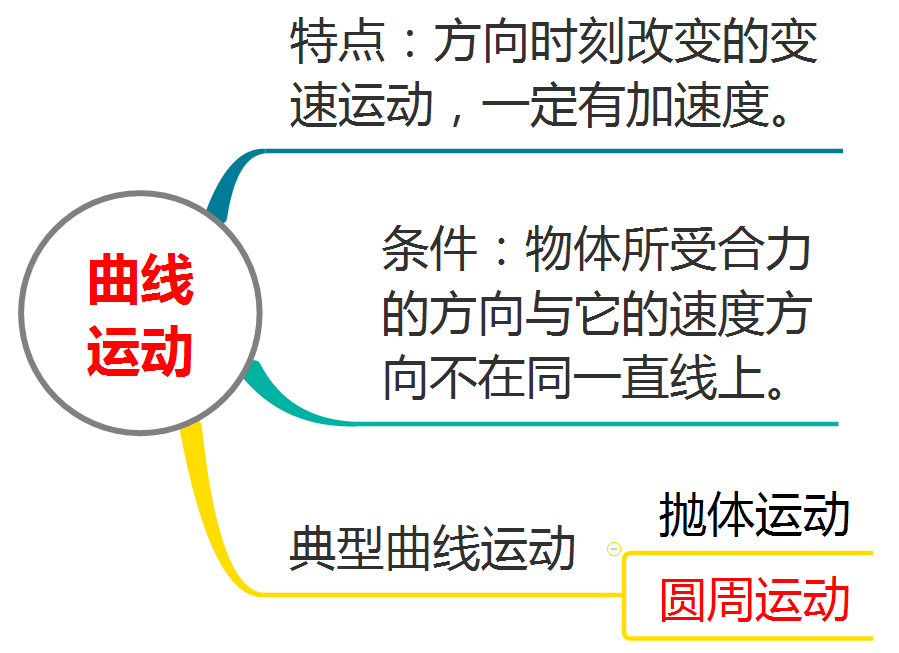 特点：方向时刻改变的变
速运动，一定有加速度。
曲线
运动
条件：物体所受合力
的方向与它的速度方
向不在同一直线上。
典型曲线运动
抛体运动
圆周运动